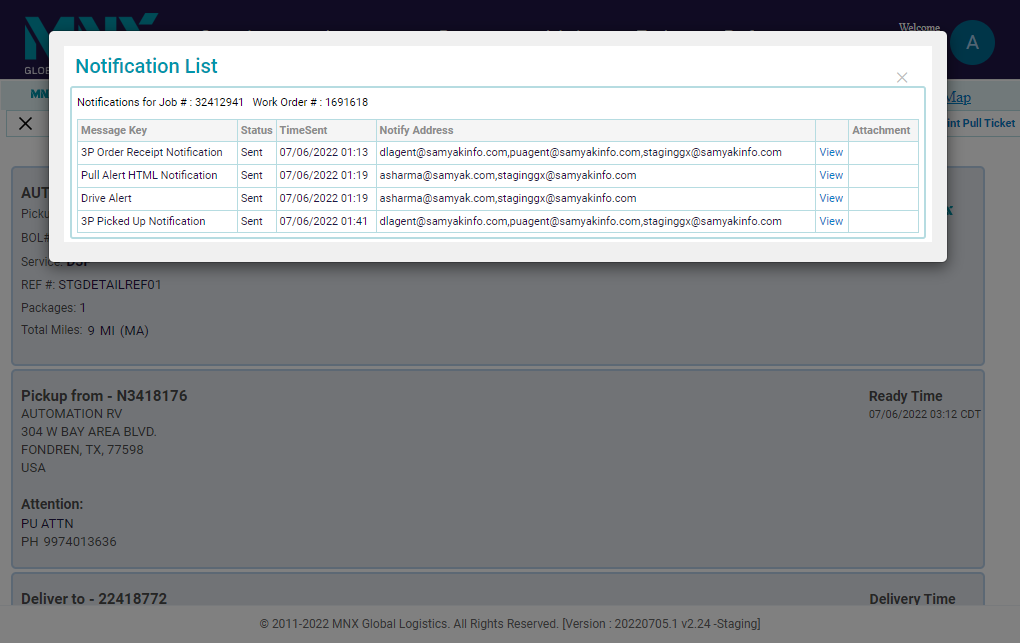 MNX
Welcome
A
GLOB
Notification List
MN
Map
Notifications for Job # : 32412941 Work Order # : 1691618
int Pull Ticket
Message Key Status TimeSent Notify Address Attachment
3P Order Receipt Notification Sent 07/06/2022 01:13 dlagent@samyakinfo.com,puagent@samyakinfo.com,staginggx@samyakinfo.com View
Pull Alert HTML Notification Sent 07/06/2022 01:19 asharma@samyak.com,staginggx@samyakinfo.com View
Drive Alert Sent 07/06/2022 01:19 asharma@samyak.com,staginggx@samyakinfo.com View
3P Picked Up Notification Sent 07/06/2022 01:41 dlagent@samyakinfo.com,puagent@samyakinfo.com,staginggx@samyakinfo.com View
AUT
Picku
BOL#
Service:
REF #: STGDETAILREF01
Packages: 1
Total Miles: 9 MI (MA)
Pickup from - N3418176 Ready Time
AUTOMATION RV 07/06/2022 03:12 CDT
304 W BAY AREA BLVD.
FONDREN, TX, 77598
USA
Attention:
PU ATTN
PH 9974013636
Deliver to - 22418772 Delivery Time
© 2011-2022 MNX Global Logistics. All Rights Reserved. [Version : 20220705.1 v2.24 -Staging]